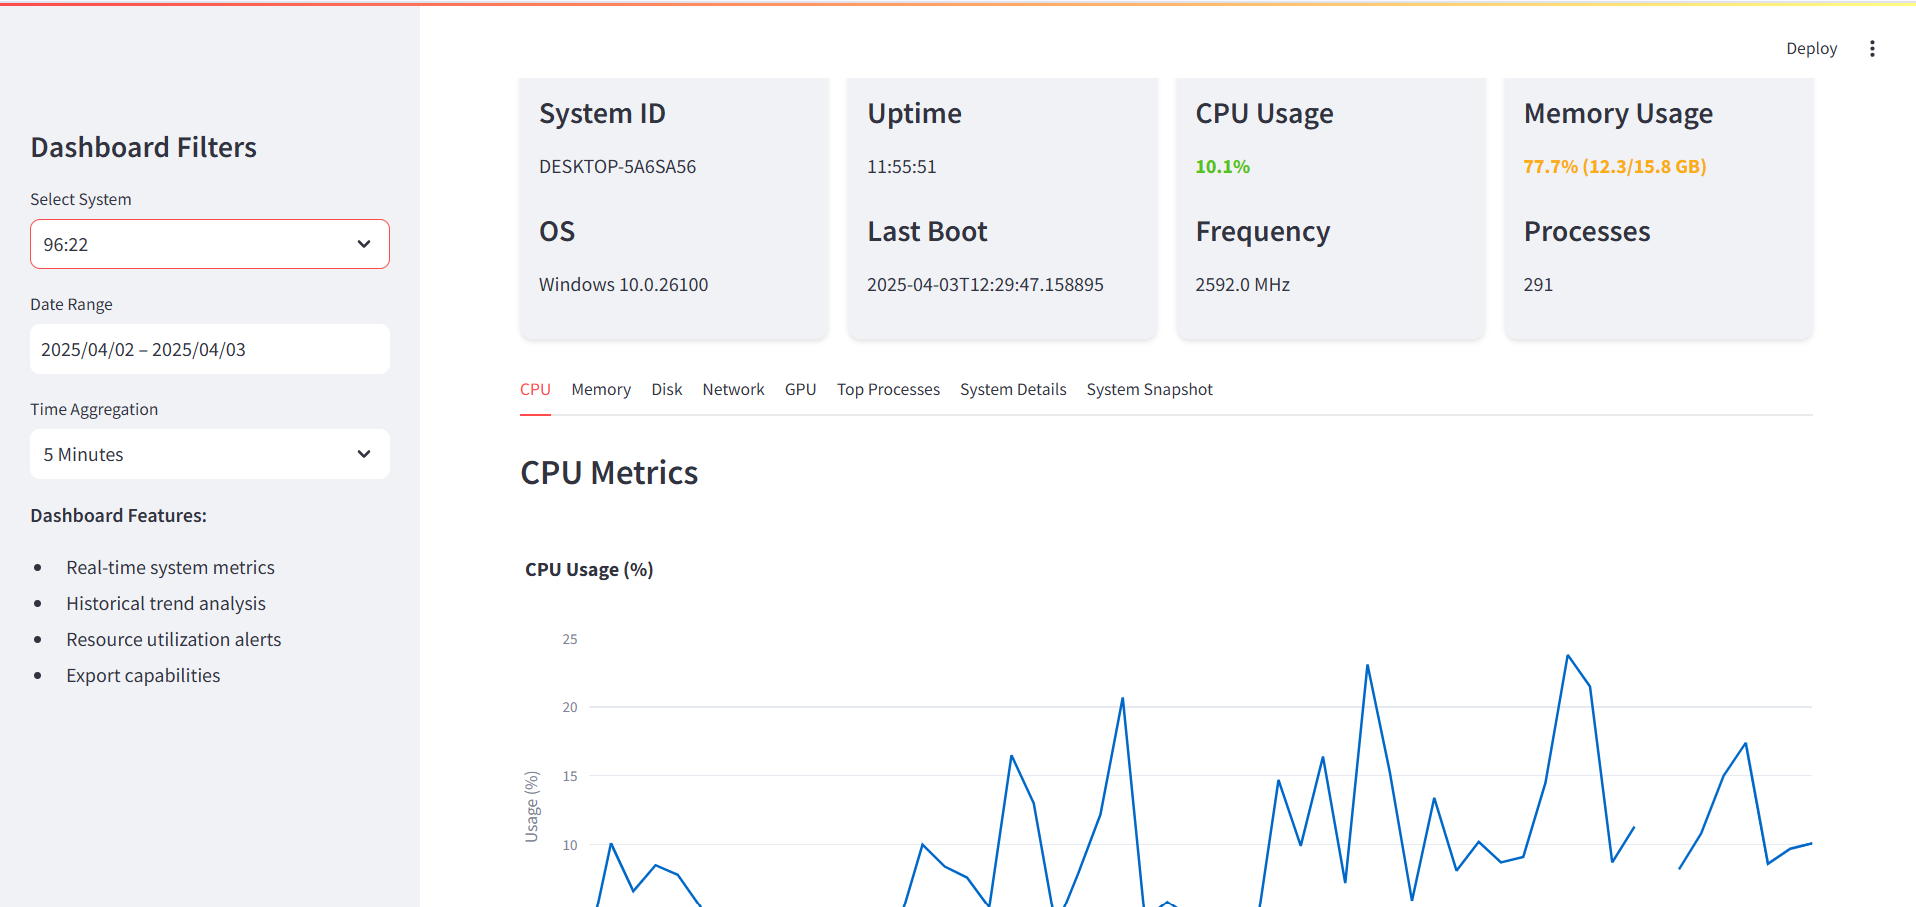 Deploy
Dashboard Filters
Select System
96:22
Date Range
2025/04/02 – 2025/04/03
Time Aggregation
5 Minutes
Dashboard Features:
Real-time system metrics
Historical trend analysis
Resource utilization alerts
Export capabilities
System ID
DESKTOP-5A6SA56
OS
Windows 10.0.26100
Uptime
11:55:51
Last Boot
2025-04-03T12:29:47.158895
CPU Usage
10.1%
Frequency
2592.0 MHz
Memory Usage
77.7% (12.3/15.8 GB)
Processes
291
CPU Memory Disk Network GPU Top Processes System Details System Snapshot
CPU Metrics
CPU Usage (%)
25
20
15
10
Usage (%)